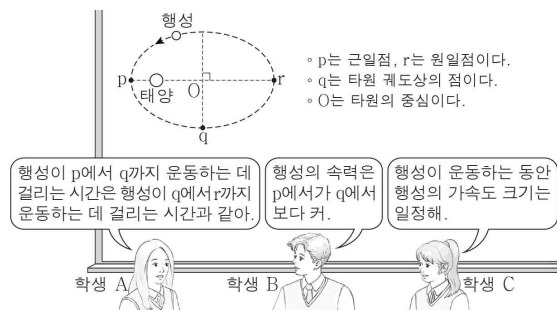 행성
p
태양
O
r
q
◦ p는 근일점, r는 원일점이다.
◦ q는 타원 궤도상의 점이다.
◦ O는 타원의 중심이다.
행성이 p에서 q까지 운동하는 데
걸리는 시간은 행성이 q에서 r까지
운동하는 데 걸리는 시간과 같아.
행성의 속력은
p에서가 q에서
보다 커.
행성이 운동하는 동안
행성의 가속도 크기는
일정해.
학생 A
학생 B
학생 C